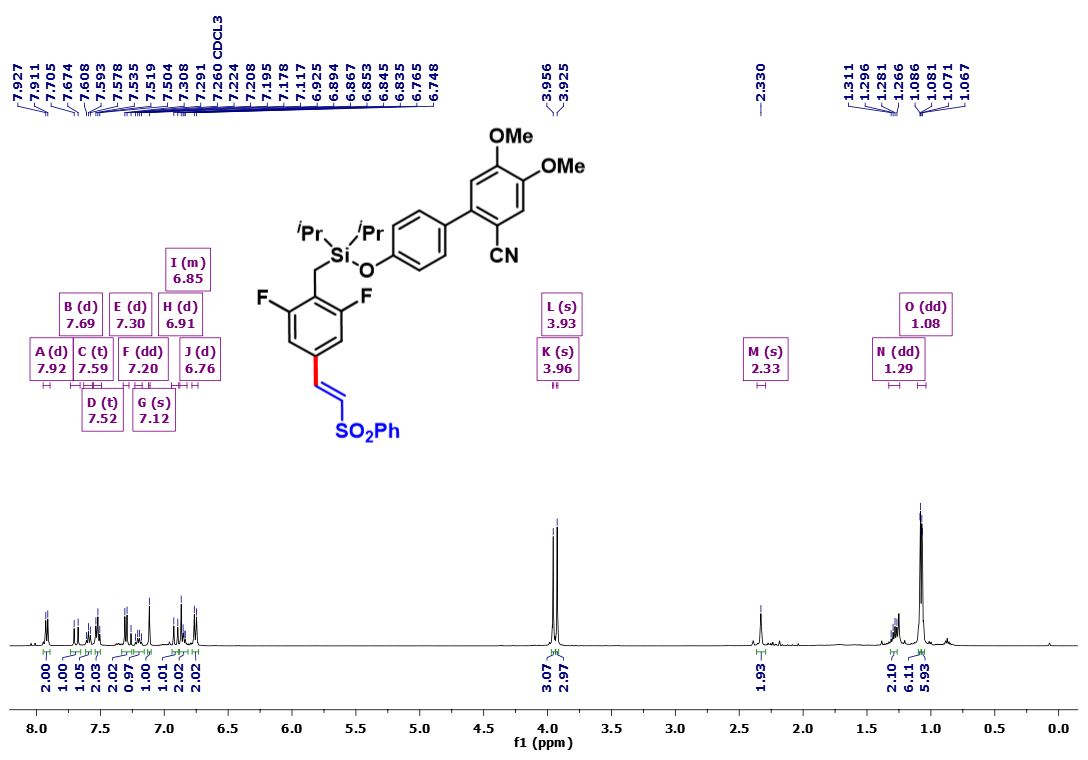 7.927
7.911
7.705
7.674
7.608
7.593
7.578
7.535
7.519
7.504
7.308
7.291
7.260 CDCL3
7.224
7.208
7.195
7.178
7.117
6.925
6.894
6.867
6.853
6.845
6.835
6.765
6.748
3.956
3.925
2.330
1.311
1.296
1.281
1.266
1.086
1.081
1.071
1.067
OMe
OMe
iPr
iPr
Si
O
CN
F
F
SO2Ph
I (m)
6.85
B (d)
7.69
E (d)
7.30
H (d)
6.91
L (s)
3.93
O (dd)
1.08
A (d)
7.92
C (t)
7.59
F (dd)
7.20
J (d)
6.76
K (s)
3.96
M (s)
2.33
N (dd)
1.29
D (t)
7.52
G (s)
7.12
2.00
1.00
1.05
2.03
2.02
0.97
1.00
1.01
2.02
2.02
3.07
2.97
1.93
2.10
6.11
5.93
8.0 7.5 7.0 6.5 6.0 5.5 5.0 4.5 4.0 3.5 3.0 2.5 2.0 1.5 1.0 0.5 0.0
f1 (ppm)